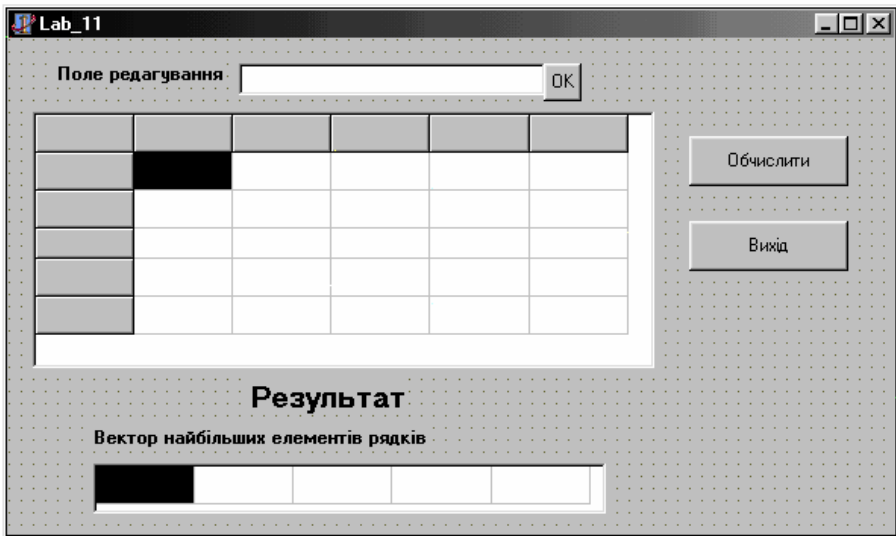 Lab_11
Поле редагування
OK
Обчислити
Вихід
Результат
Вектор найбільших елементів рядків